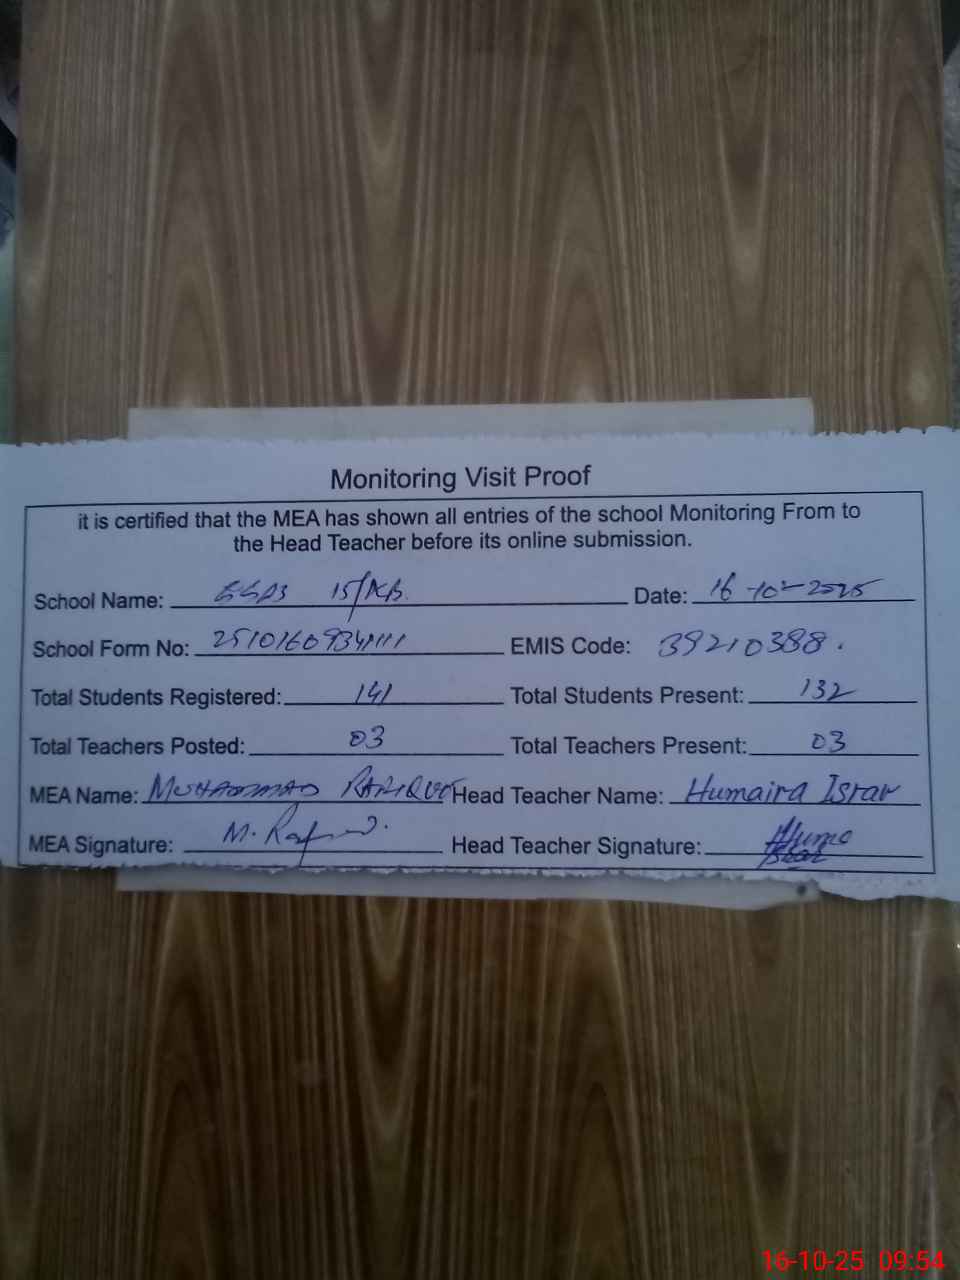 Monitoring Visit Proof
it is certified that the MEA has shown all entries of the school Monitoring From to
the Head Teacher before its online submission.
School Name: 15/KB. Date: 16-10-2025
School Form No: 2510160934111 EMIS Code: 39210388.
Total Students Registered: 141 Total Students Present: 132
Total Teachers Posted: 03 Total Teachers Present: 03
MEA Name: MUHAMMAD Head Teacher Name: Humaira Israr
MEA Signature: M. Head Teacher Signature:
16-10-25 09:54